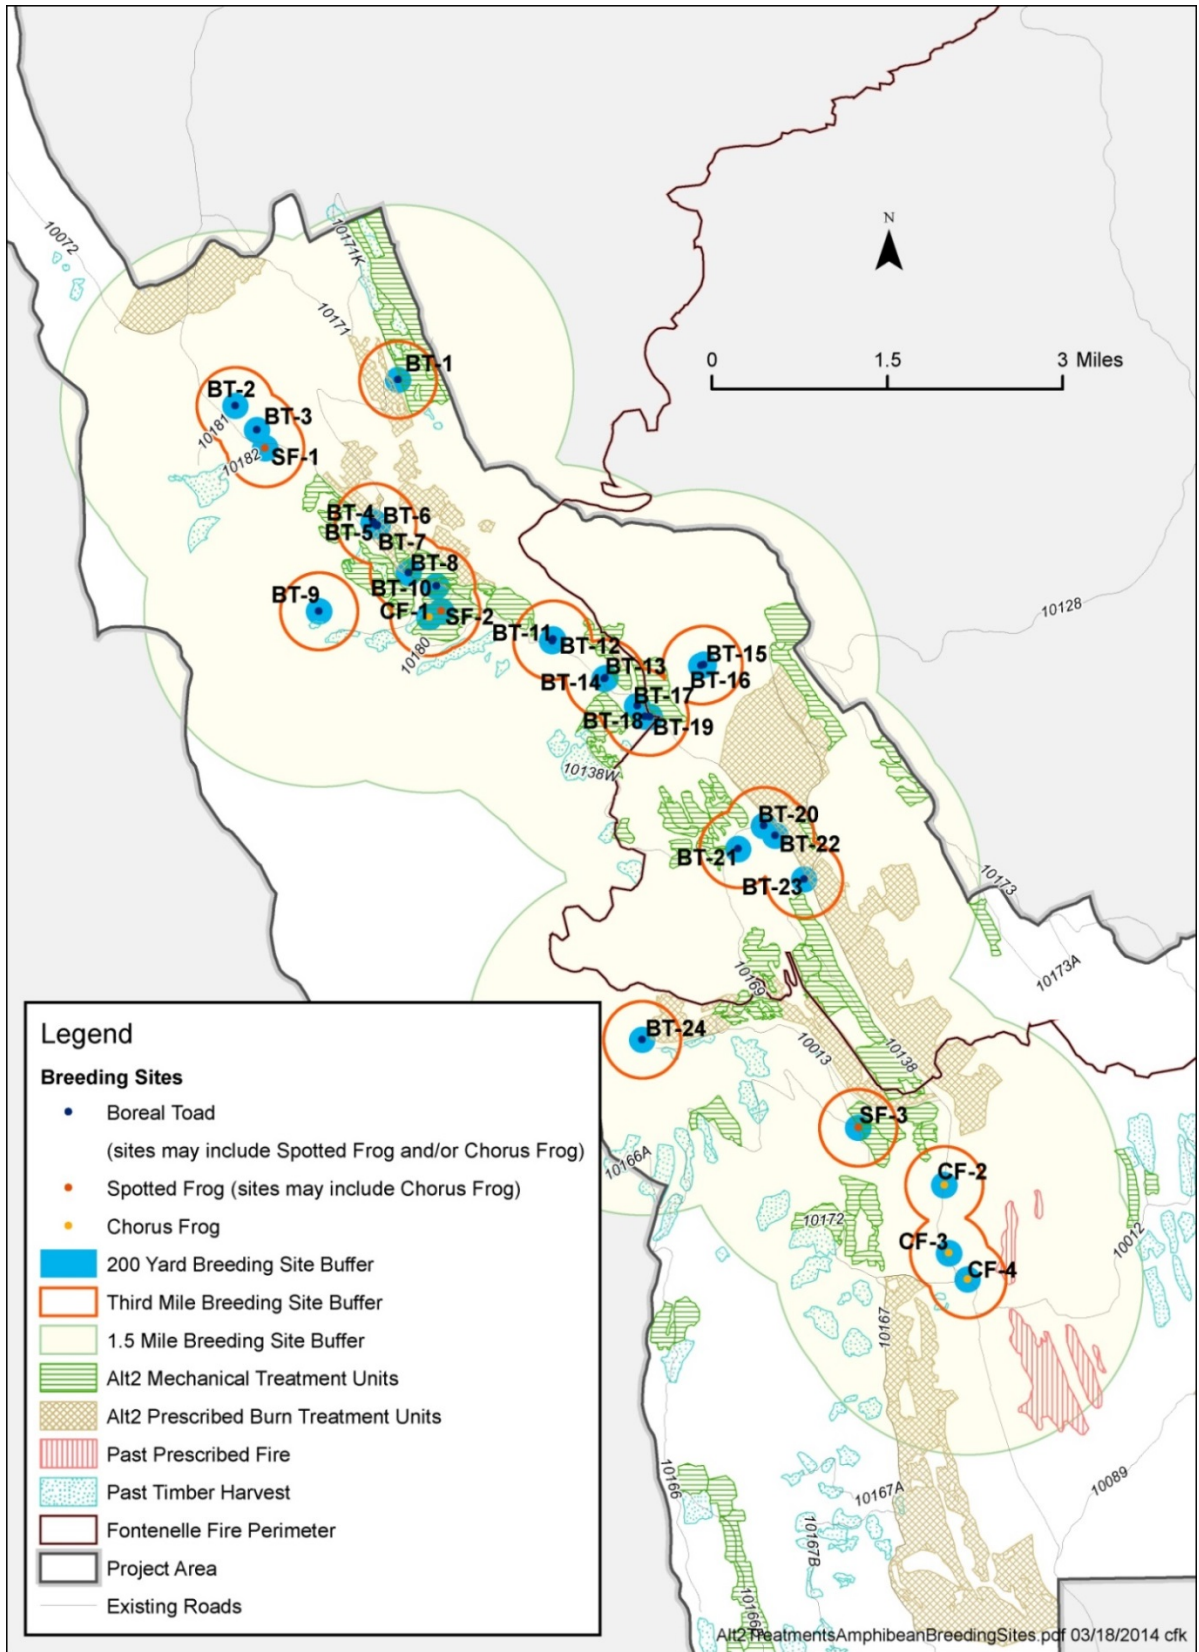 10072
10171K
N
10171
0 1.5 3 Miles
BT-1
BT-2
BT-3
10181
SF-1
10182
BT-4
BT-6
BT-5
BT-7
BT-8
BT-9
BT-10
CF-1
SF-2
10180
10128
BT-11
BT-12
BT-13
BT-15
BT-14
BT-16
BT-17
BT-18
BT-19
10138W
BT-20
BT-22
BT-21
BT-23
10173
10169
10173A
BT-24
10013
10138
SF-3
10166A
CF-2
10172
10012
CF-3
CF-4
10167
10166
10089
10167A
10167B
Legend
Breeding Sites
Boreal Toad
(sites may include Spotted Frog and/or Chorus Frog)
Spotted Frog (sites may include Chorus Frog)
Chorus Frog
200 Yard Breeding Site Buffer
Third Mile Breeding Site Buffer
1.5 Mile Breeding Site Buffer
Alt2 Mechanical Treatment Units
Alt2 Prescribed Burn Treatment Units
Past Prescribed Fire
Past Timber Harvest
Fontenelle Fire Perimeter
Project Area
Existing Roads
Alt2TreatmentsAmphibeanBreedingSites.pdf 03/18/2014 cfk